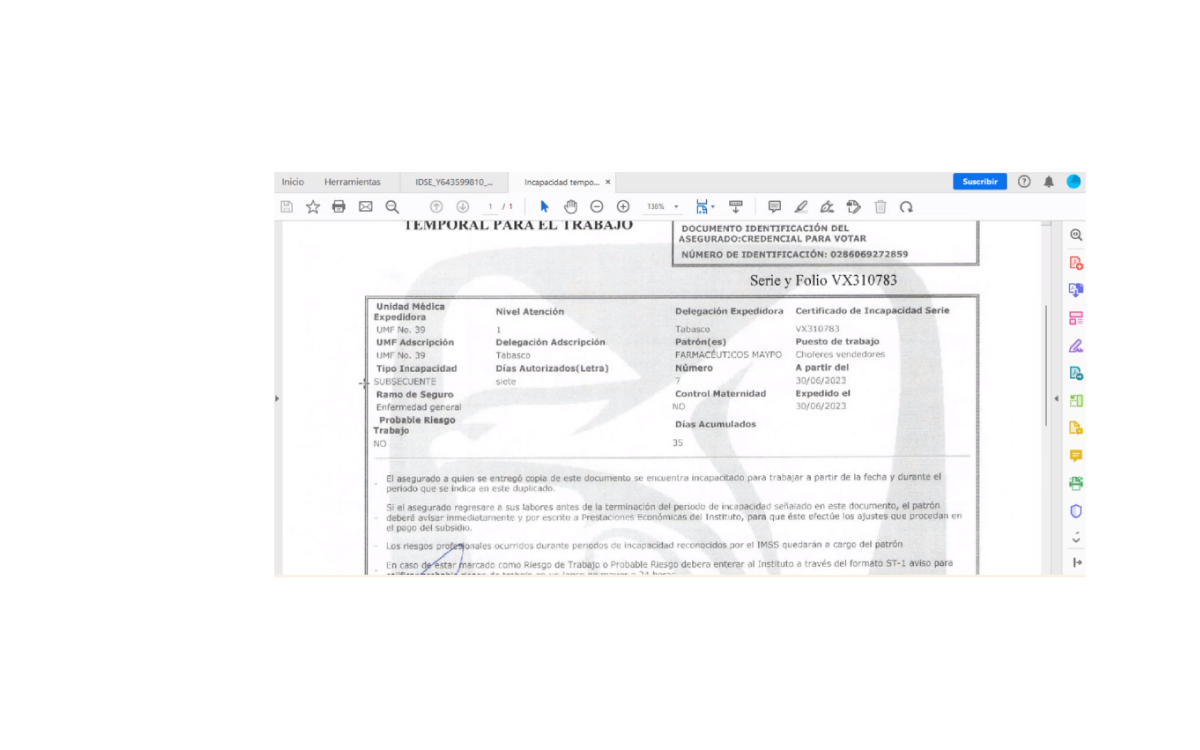 Inicio Herramientas IDSE_Y643599810_... Incapacidad tempo... × Suscribir
1 / 1 138%
TEMPORAL PARA EL TRABAJO
DOCUMENTO IDENTIFICACIÓN DEL
ASEGURADO:CREDENCIAL PARA VOTAR
NÚMERO DE IDENTIFICACIÓN: 0286069272859
Serie y Folio VX310783
Unidad Médica
Expedidora
Nivel Atención
Delegación Expedidora
Certificado de Incapacidad Serie
UMF No. 39
1
Tabasco
VX310783
UMF Adscripción
Delegación Adscripción
Patrón(es)
Puesto de trabajo
UMF No. 39
Tabasco
FARMACÉUTICOS MAYPO
Choferes vendedores
Tipo Incapacidad
Días Autorizados(Letra)
Número
A partir del
SUBSECUENTE
siete
7
30/06/2023
Ramo de Seguro
Control Maternidad
Expedido el
Enfermedad general
NO
30/06/2023
Probable Riesgo
Trabajo
Días Acumulados
NO
35
- El asegurado a quien se entregó copia de este documento se encuentra incapacitado para trabajar a partir de la fecha y durante el
periodo que se indica en este duplicado.
Si el asegurado regresare a sus labores antes de la terminación del periodo de incapacidad señalado en este documento, el patrón
- deberá avisar inmediatamente y por escrito a Prestaciones Económicas del Instituto, para que éste efectúe los ajustes que procedan en
el pago del subsidio.
- Los riesgos profesionales ocurridos durante periodos de incapacidad reconocidos por el IMSS quedarán a cargo del patrón
En caso de estar marcado como Riesgo de Trabajo o Probable Riesgo debera enterar al Instituto a través del formato ST-1 aviso para